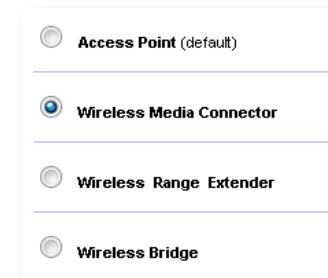 Access Point (default)
Wireless Media Connector
Wireless Range Extender
Wireless Bridge